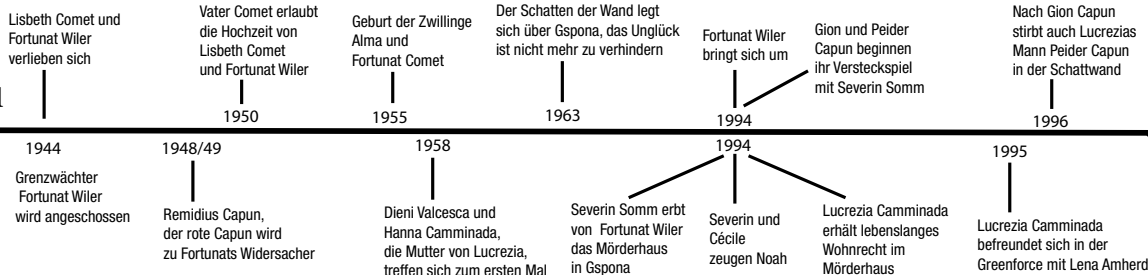 Lisbeth Comet und
Fortunat Wiler
verlieben sich
Vater Comet erlaubt
die Hochzeit von
Lisbeth Comet
und Fortunat Wiler
Geburt der Zwillinge
Alma und
Fortunat Comet
Der Schatten der Wand legt
sich über Gspona, das Unglück
ist nicht mehr zu verhindern
Fortunat Wiler
bringt sich um
Gion und Peider
Capun beginnen
ihr Versteckspiel
mit Severin Somm
Nach Gion Capun
stirbt auch Lucrezias
Mann Peider Capun
in der Schattwand
1950
1955
1963
1994
1996
1944
1948/49
1958
1994
1995
Grenzwächter
Fortunat Wiler
wird angeschossen
Remidius Capun,
der rote Capun wird
zu Fortunats Widersacher
Dieni Valcesca und
Hanna Camminada,
die Mutter von Lucrezia,
treffen sich zum ersten Mal
Severin Somm erbt
von Fortunat Wiler
das Mörderhaus
in Gspona
Severin und
Cécile
zeugen Noah
Lucrezia Camminada
erhält lebenslanges
Wohnrecht im
Mörderhaus
Lucrezia Camminada
befreundet sich in der
Greenforce mit Lena Amherd